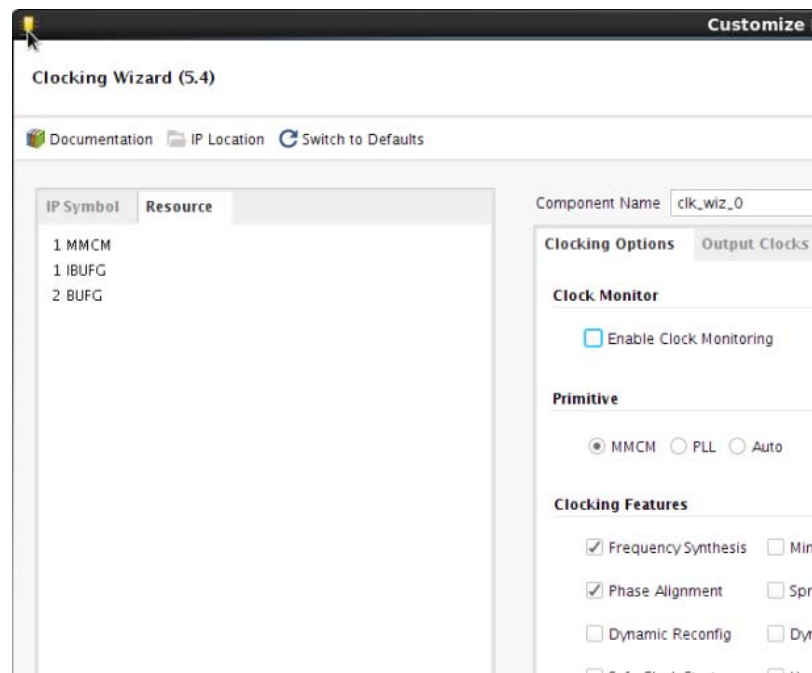 Customize
Clocking Wizard (5.4)
Documentation IP Location Switch to Defaults
IP Symbol Resource
1 MMCM
1 IBUFG
2 BUFG
Component Name clk_wiz_0
Clocking Options Output Clocks
Clock Monitor
Enable Clock Monitoring
Primitive
MMCM PLL Auto
Clocking Features
Frequency Synthesis
Phase Alignment
Dynamic Reconfig